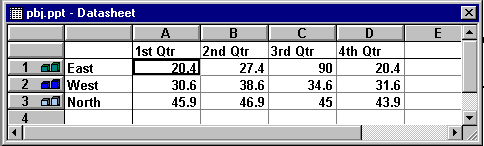 pbj.ppt - Datasheet
A B C D E
1st Qtr 2nd Qtr 3rd Qtr 4th Qtr
1 East 20.4 27.4 90 20.4
2 West 30.6 38.6 34.6 31.6
3 North 45.9 46.9 45 43.9
4